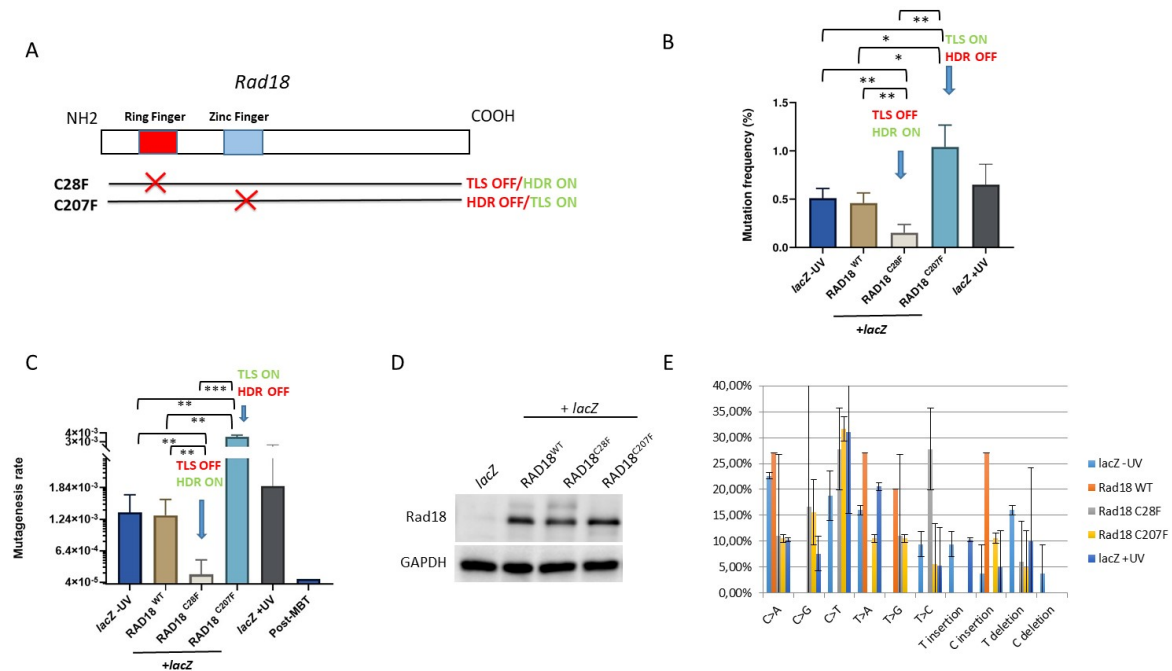 A
Rad18
NH2
Ring Finger
Zinc Finger
COOH
C28F
TLS OFF/HDR ON
C207F
HDR OFF/TLS ON
B
**
*
*
**
**
TLS ON
HDR OFF
TLS OFF
HDR ON
Mutation frequency (%)
1.5
1.0
0.5
0.0
lacZ -UV
RAD18 WT
RAD18 C28F
RAD18 C207F
lacZ +UV
+lacZ
C
***
**
**
**
**
TLS ON
HDR OFF
TLS OFF
HDR ON
Mutagenesis rate
4×10-3
3×10-3
1.84×10-3
1.24×10-3
6.4×10-4
4×10-5
lacZ -UV
RAD18 WT
RAD18 C28F
RAD18 C207F
lacZ +UV
Post-MBT
+lacZ
D
+ lacZ
lacZ
RAD18WT
RAD18C28F
RAD18C207F
Rad18
GAPDH
E
40,00%
35,00%
30,00%
25,00%
20,00%
15,00%
10,00%
5,00%
0,00%
C>A
C>G
C>T
T>A
T>G
T>C
T insertion
C insertion
T deletion
C deletion
lacZ -UV
Rad18 WT
Rad18 C28F
Rad18 C207F
lacZ +UV